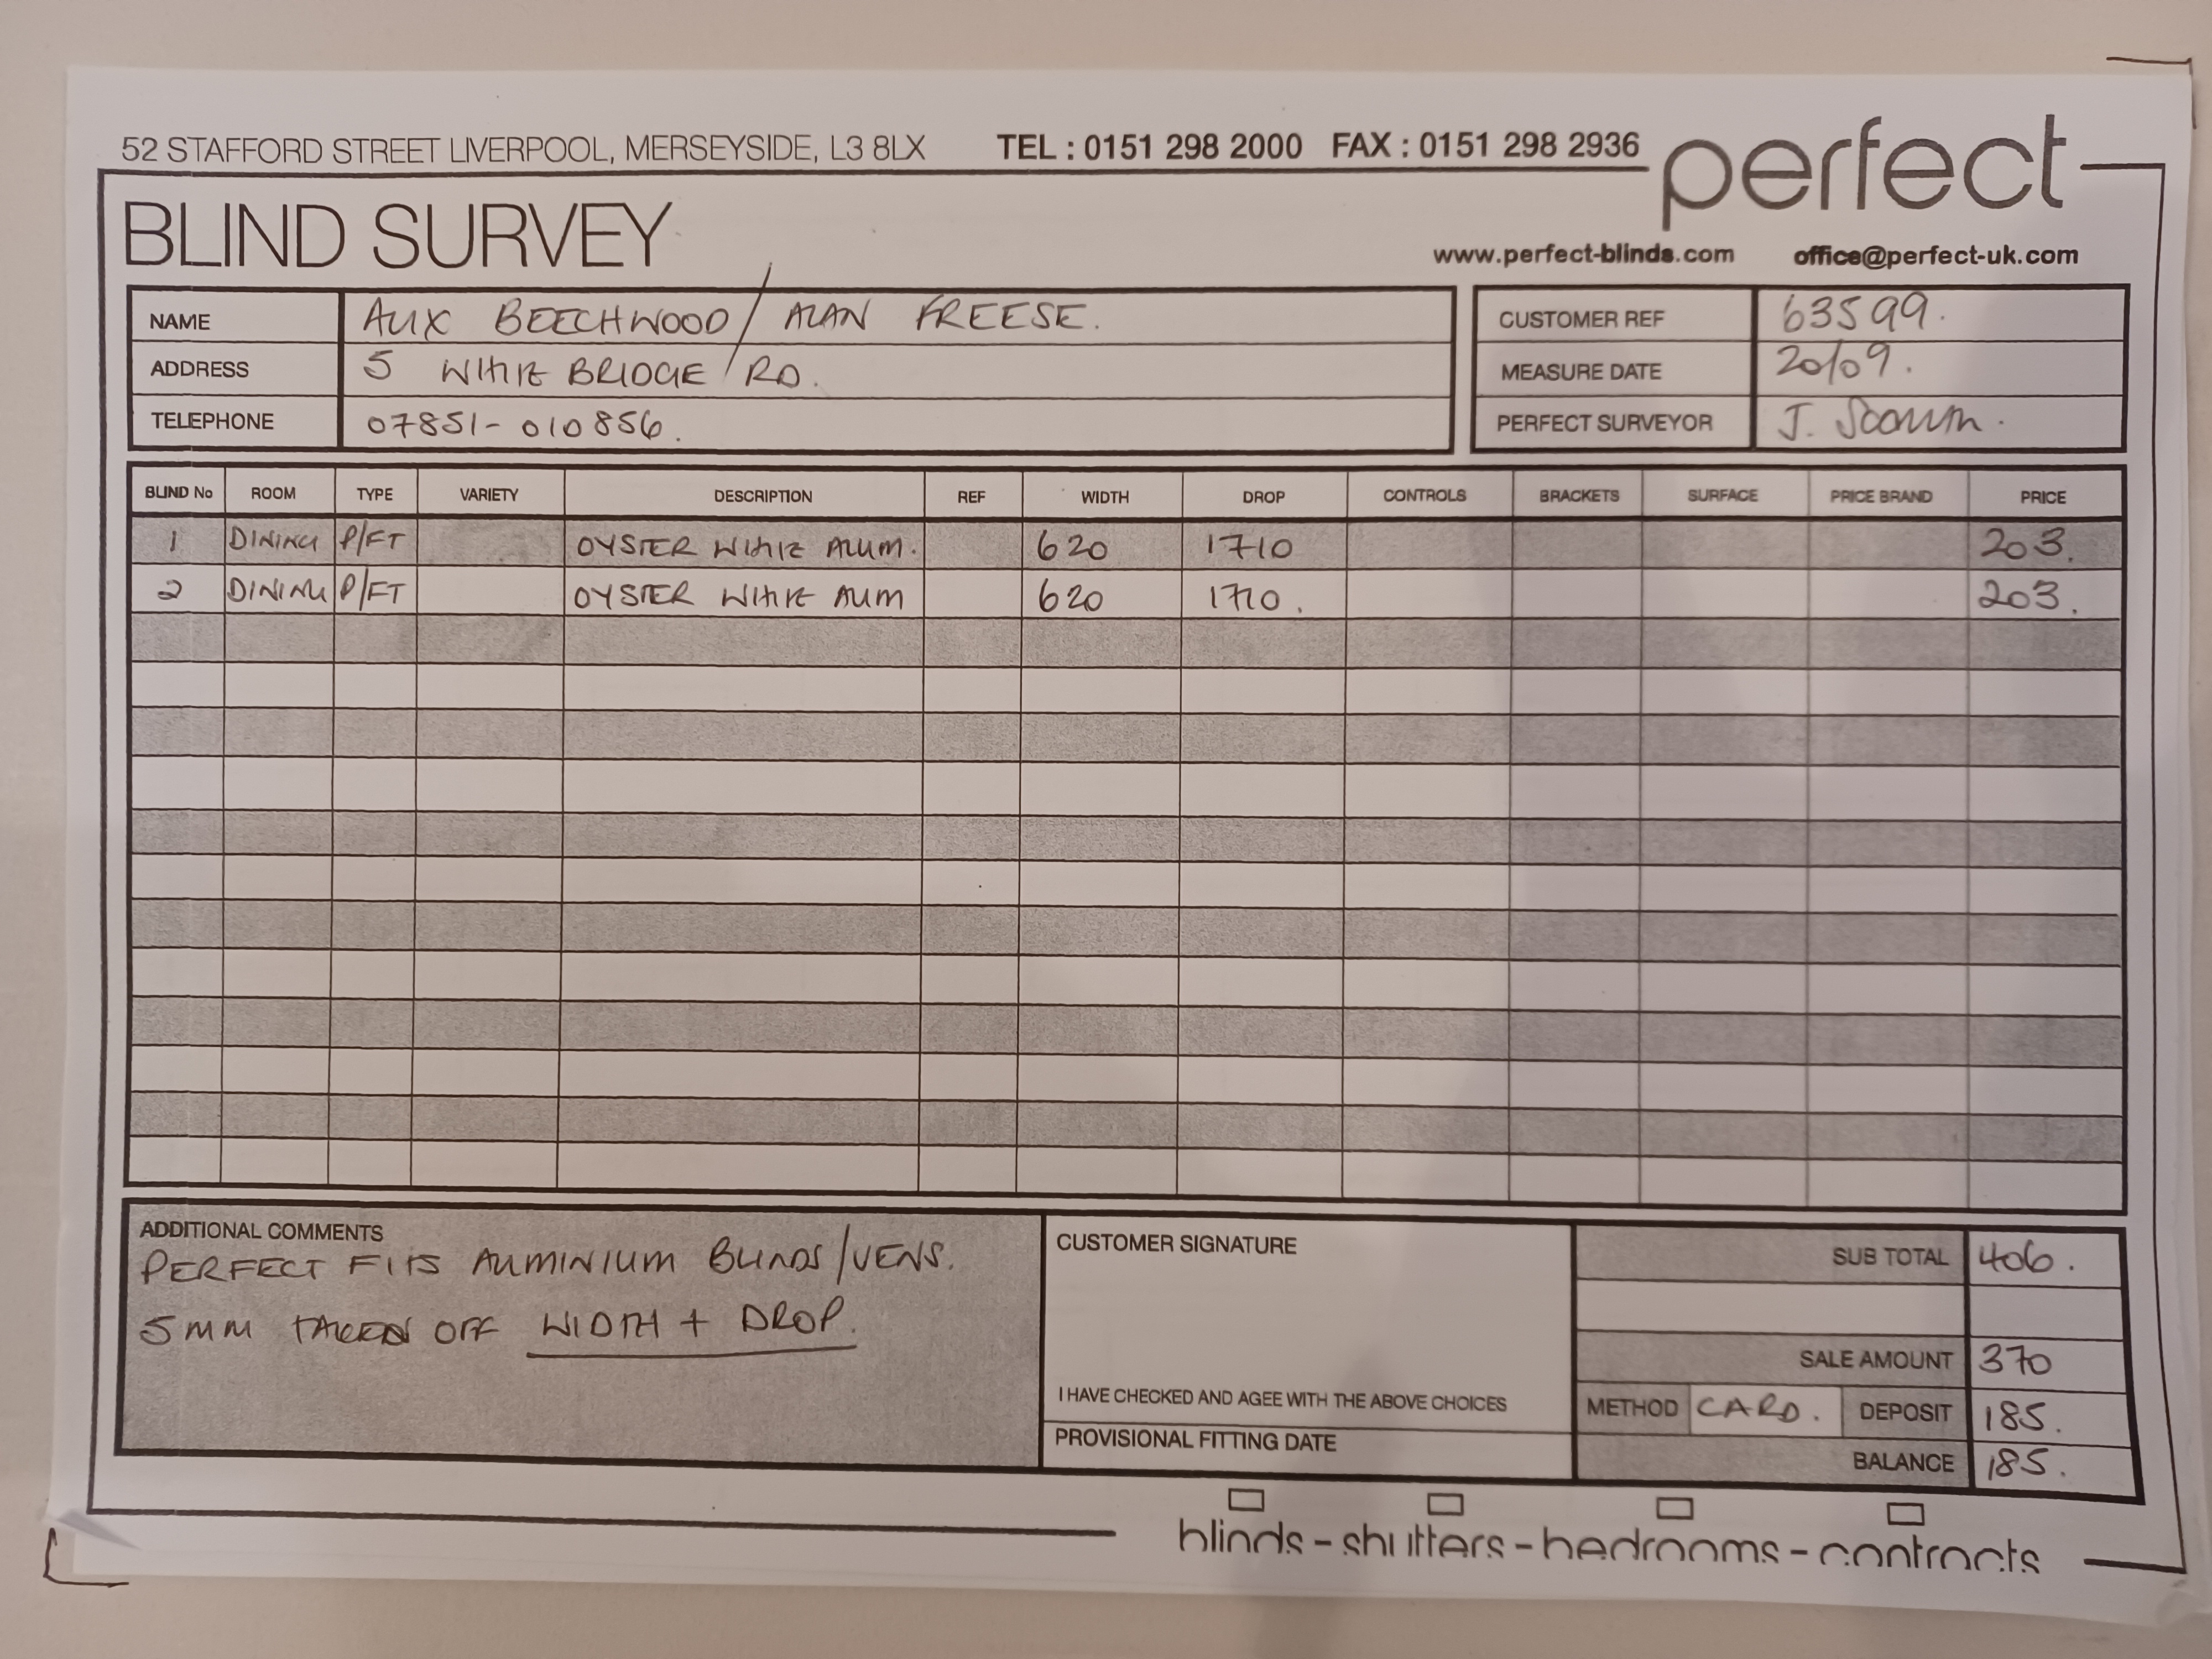 52 STAFFORD STREET LIVERPOOL, MERSEYSIDE, L3 8LX TEL : 0151 298 2000 FAX : 0151 298 2936
perfect
BLIND SURVEY
www.perfect-blinds.com office@perfect-uk.com
NAME ALIX BEECHWOOD / ALAN FREESE.
ADDRESS 5 WHITE BRIDGE RD.
TELEPHONE 07851-010856.
CUSTOMER REF 63599.
MEASURE DATE 20/09.
PERFECT SURVEYOR J.
BLIND No ROOM TYPE VARIETY DESCRIPTION REF WIDTH DROP CONTROLS BRACKETS SURFACE PRICE BRAND PRICE
1 DINING P/FT OYSTER WHITE ALUM. 620 1710 203.
2 DINING P/FT OYSTER WHITE ALUM 620 1710. 203.
ADDITIONAL COMMENTS
PERFECT FITS ALUMINIUM BLINDS/VENS.
5MM TAKEN OFF WIDTH + DROP.
CUSTOMER SIGNATURE
I HAVE CHECKED AND AGEE WITH THE ABOVE CHOICES
PROVISIONAL FITTING DATE
SUB TOTAL 406.
SALE AMOUNT 370
METHOD CARD. DEPOSIT 185.
BALANCE 185.
blinds - shutters - bedrooms - contracts